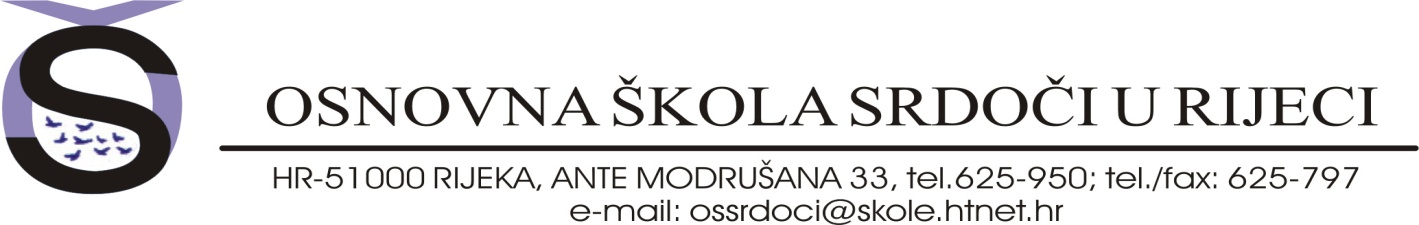 OSNOVNA ŠKOLA SRDOČI U RIJECI
HR-51000 RIJEKA, ANTE MODRUŠANA 33, tel.625-950; tel./fax: 625-797
e-mail: ossrdoci@skole.htnet.hr